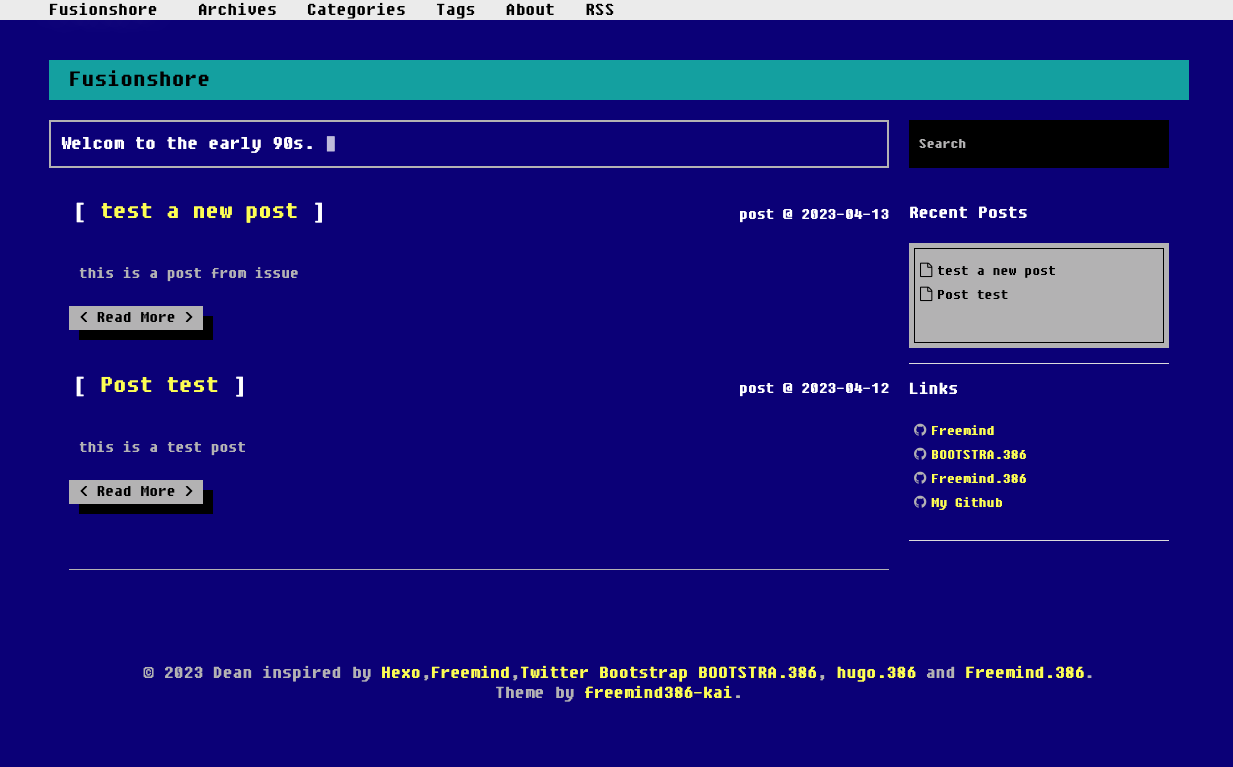 Fusionshore Archives Categories Tags About RSS
Fusionshore
Welcom to the early 90s.
Search
[ test a new post ]
post @ 2023-04-13
this is a post from issue
< Read More >
[ Post test ]
post @ 2023-04-12
this is a test post
< Read More >
Recent Posts
test a new post
Post test
Links
Freemind
BOOTSTRA.386
Freemind.386
My Github
© 2023 Dean inspired by Hexo,Freemind,Twitter Bootstrap BOOTSTRA.386, hugo.386 and Freemind.386.
Theme by freemind386-kai.